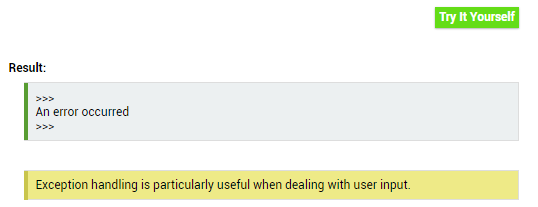 Try It Yourself
Result:
>>>
An error occurred
>>>
Exception handling is particularly useful when dealing with user input.